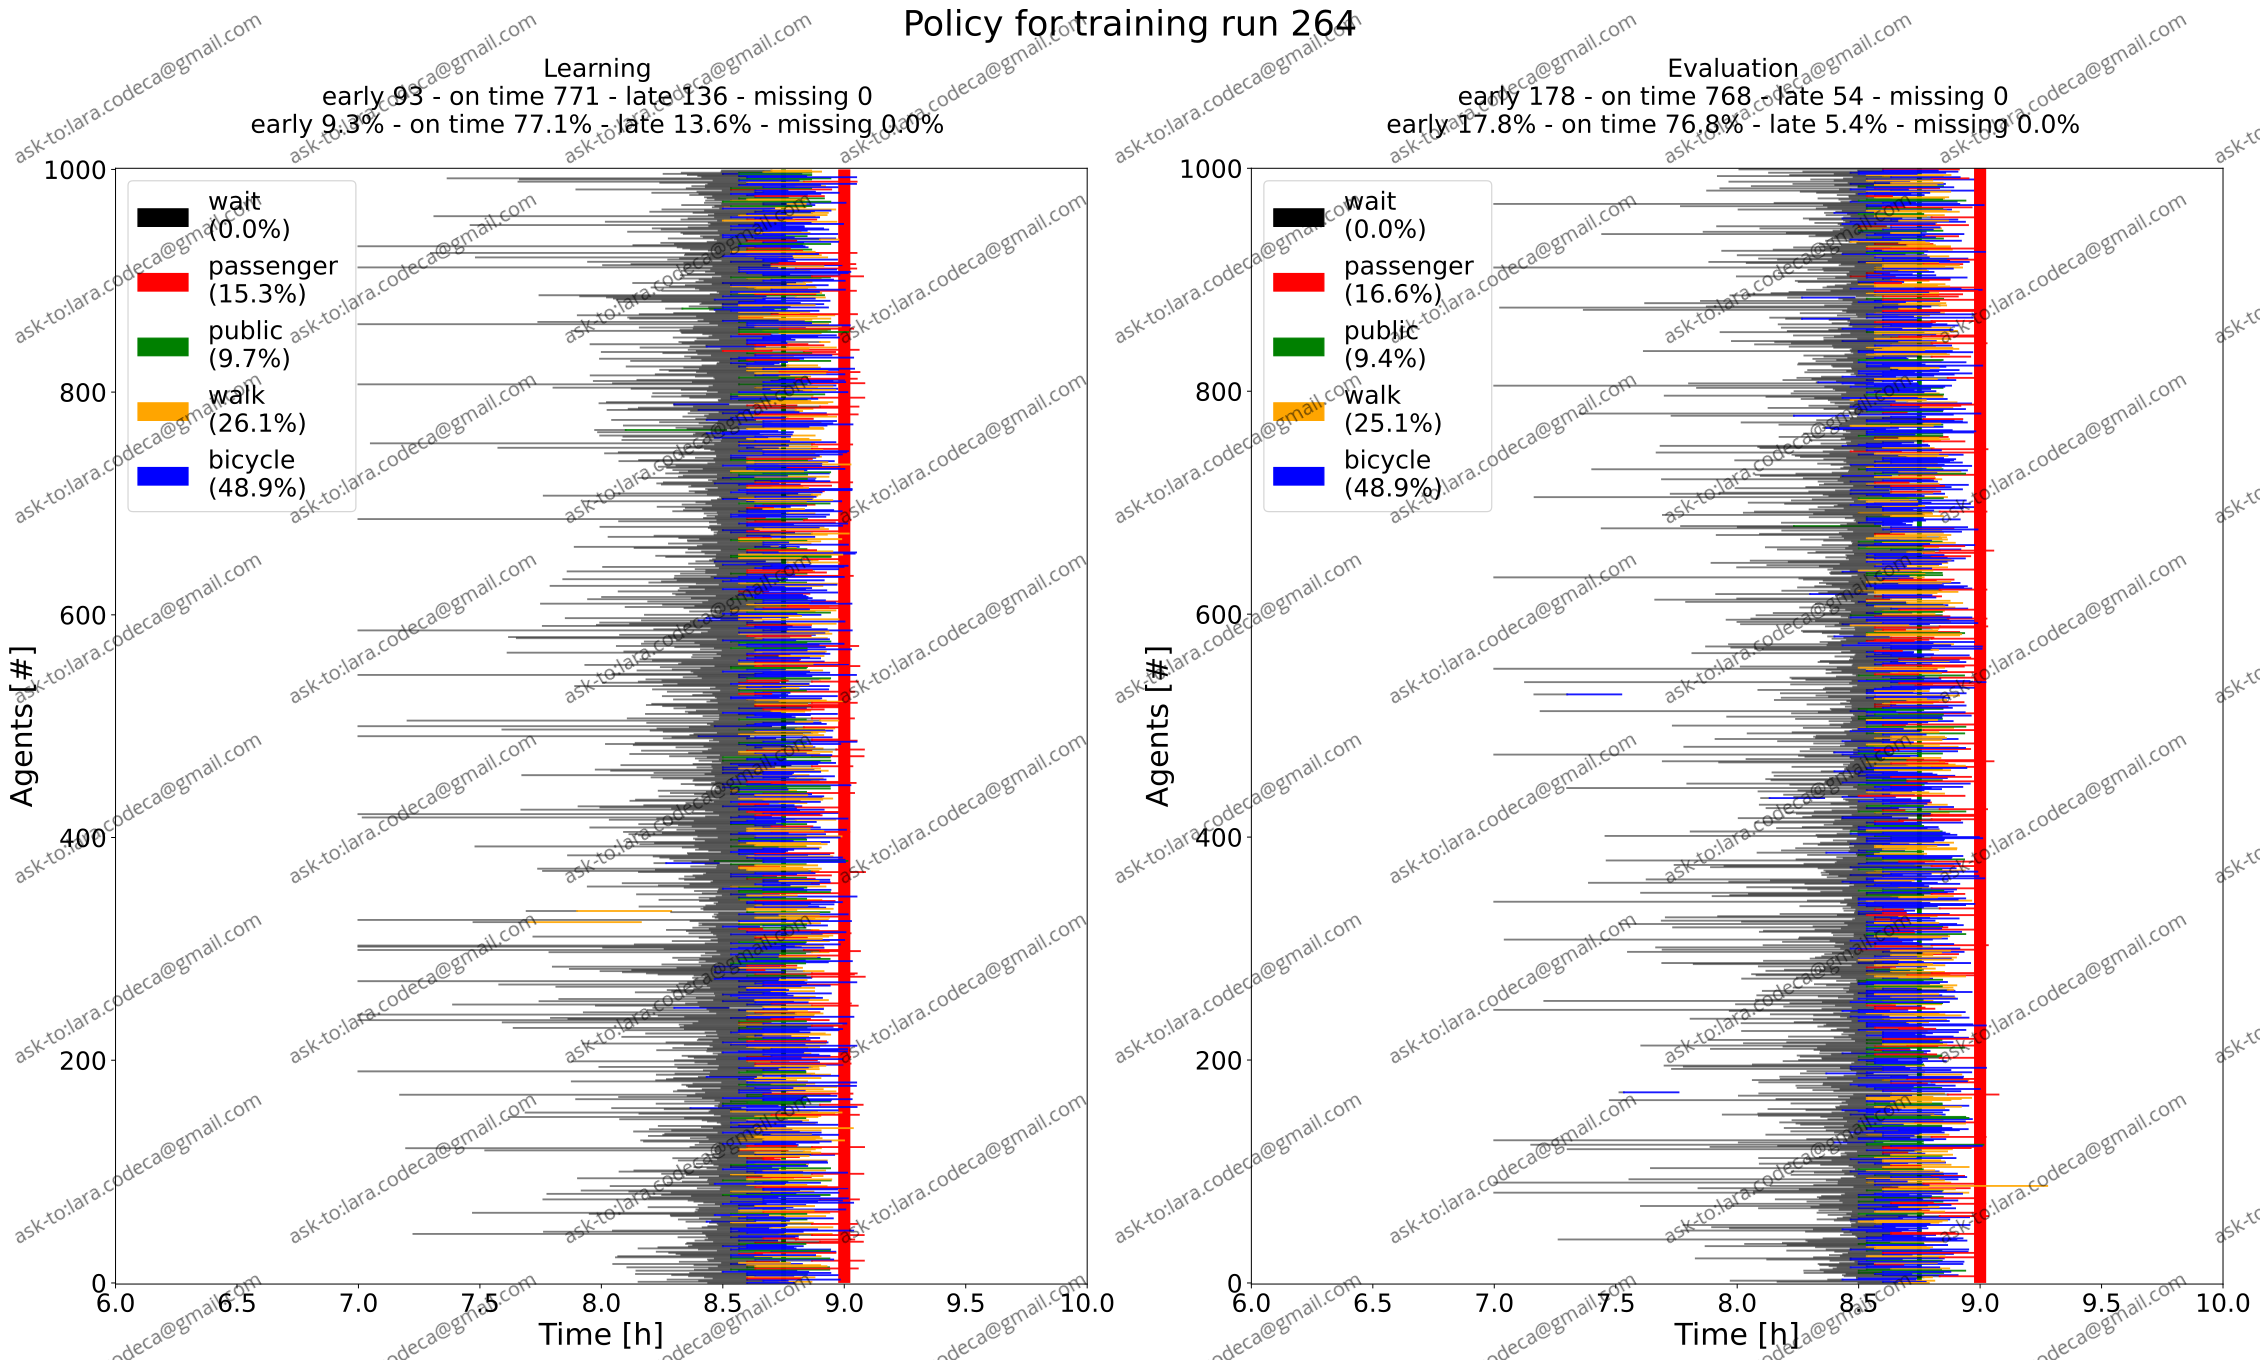 Policy for training run 264
Learning
early 93 - on time 771 - late 136 - missing 0
early 9.3% - on time 77.1% - late 13.6% - missing 0.0%
1000
800
600
400
200
0
Agents [#]
wait
(0.0%)
passenger
(15.3%)
public
(9.7%)
walk
(26.1%)
bicycle
(48.9%)
6.0 6.5 7.0 7.5 8.0 8.5 9.0 9.5 10.0
Time [h]
Evaluation
early 178 - on time 768 - late 54 - missing 0
early 17.8% - on time 76.8% - late 5.4% - missing 0.0%
1000
800
600
400
200
0
Agents [#]
wait
(0.0%)
passenger
(16.6%)
public
(9.4%)
walk
(25.1%)
bicycle
(48.9%)
6.0 6.5 7.0 7.5 8.0 8.5 9.0 9.5 10.0
Time [h]
ask-to:lara.codeca@gmail.com